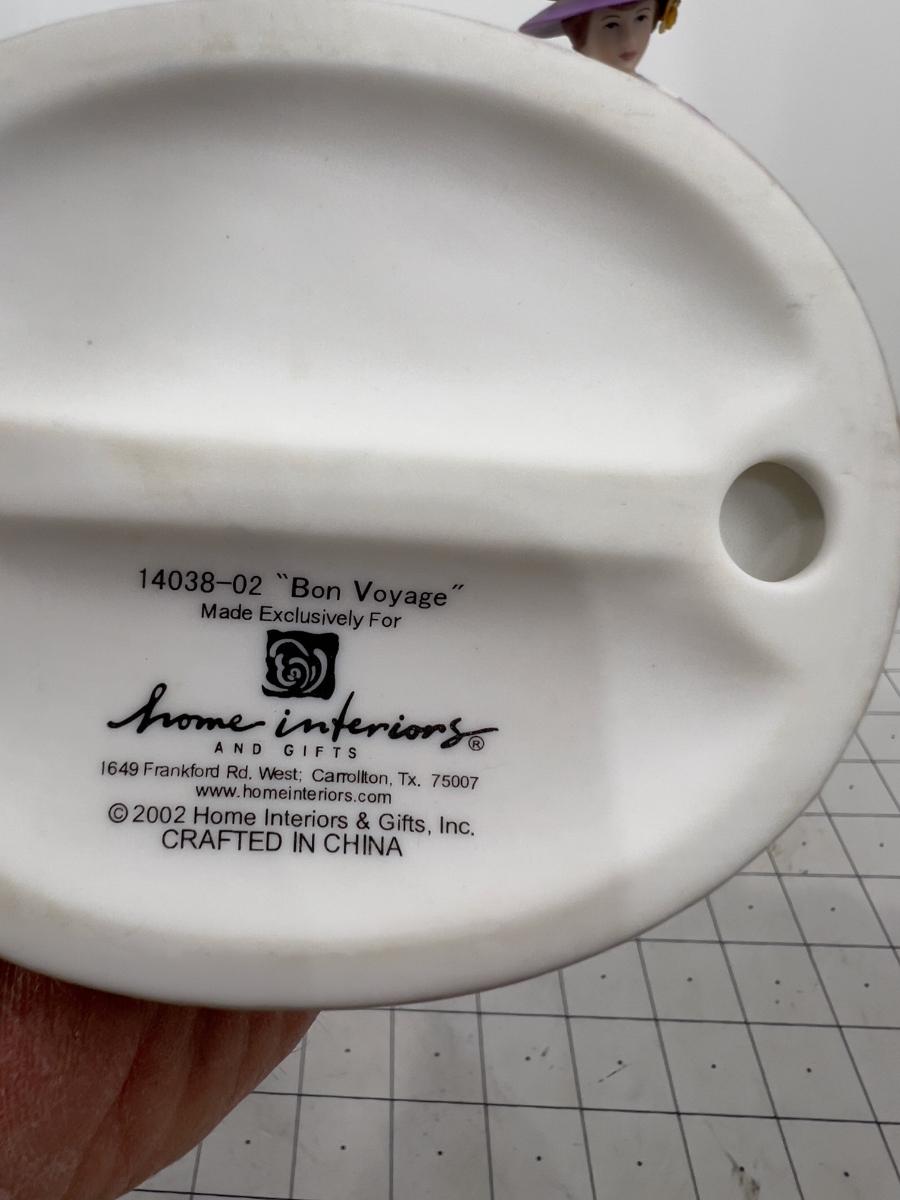 14038-02 "Bon Voyage"
Made Exclusively For
home interiors®
AND GIFTS
1649 Frankford Rd. West; Carrollton, Tx. 75007
www.homeinteriors.com
©2002 Home Interiors & Gifts, Inc.
CRAFTED IN CHINA